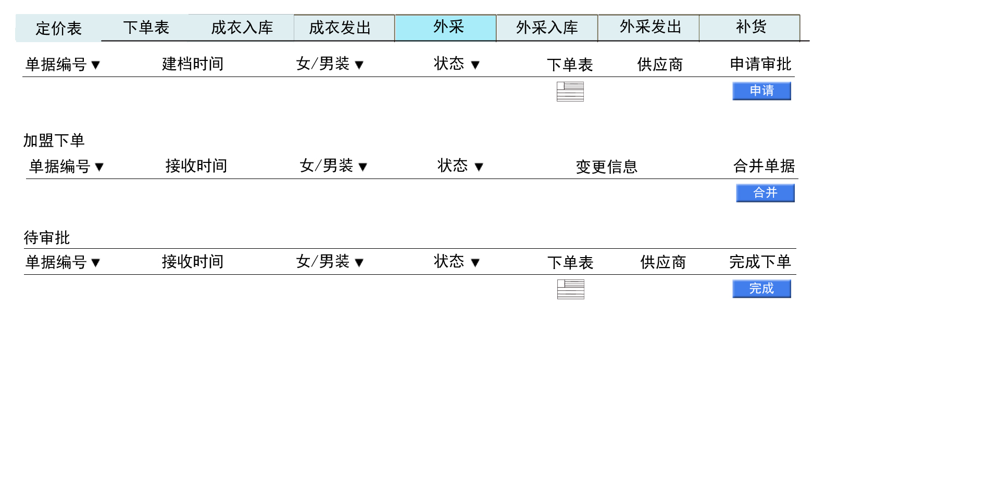 定价表 下单表 成衣入库 成衣发出 外采 外采入库 外采发出 补货
单据编号▼ 建档时间 女/男装▼ 状态▼ 下单表 供应商 申请审批
申请
加盟下单
单据编号▼ 接收时间 女/男装▼ 状态▼ 变更信息 合并单据
合并
待审批
单据编号▼ 接收时间 女/男装▼ 状态▼ 下单表 供应商 完成下单
完成